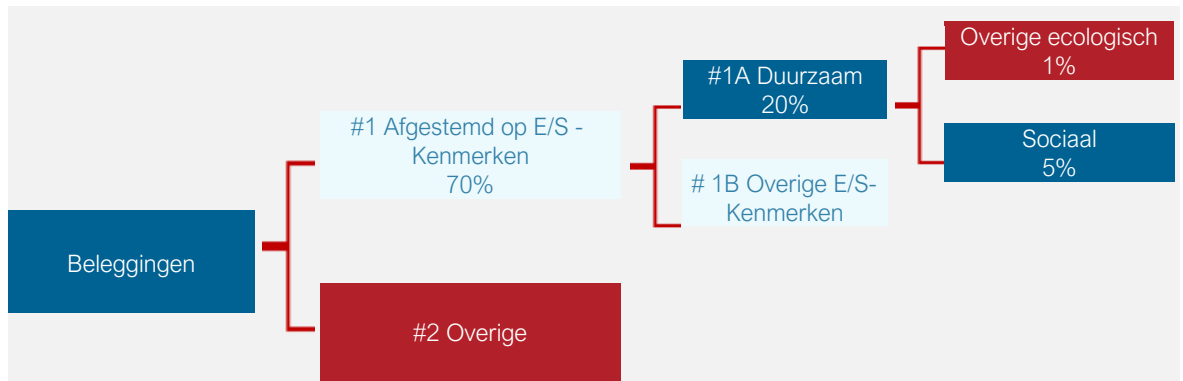 Beleggingen
#1 Afgestemd op E/S -
Kenmerken
70%
#2 Overige
#1A Duurzaam
20%
# 1B Overige E/S-
Kenmerken
Overige ecologisch
1%
Sociaal
5%